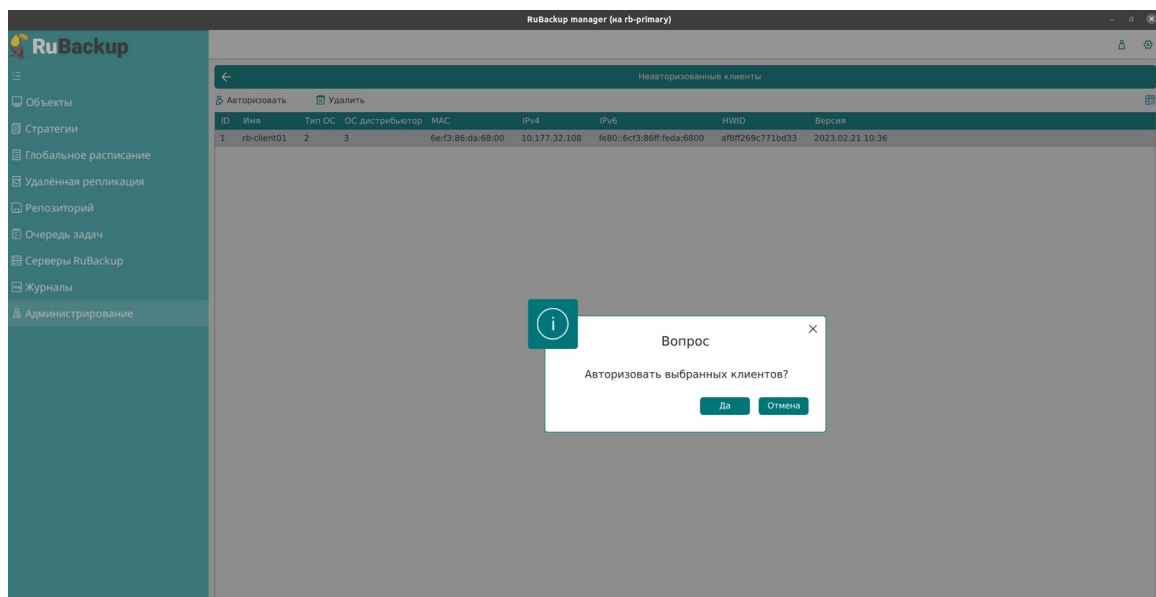 RuBackup manager (на rb-primary)
RuBackup
Неавторизованные клиенты
Объекты
Стратегии
Глобальное расписание
Удалённая репликация
Репозиторий
Очередь задач
Серверы RuBackup
Журналы
Администрирование
Авторизовать Удалить
ID Имя Тип ОС ОС дистрибьютор MAC IPv4 IPv6 HWID Версия
1 rb-client01 2 3 6e:f3:86:da:68:00 10.177.32.108 fe80::6cf3:86ff:feda:6800 af8ff269c771bd33 2023.02.21 10:36
Вопрос
Авторизовать выбранных клиентов?
Да Отмена